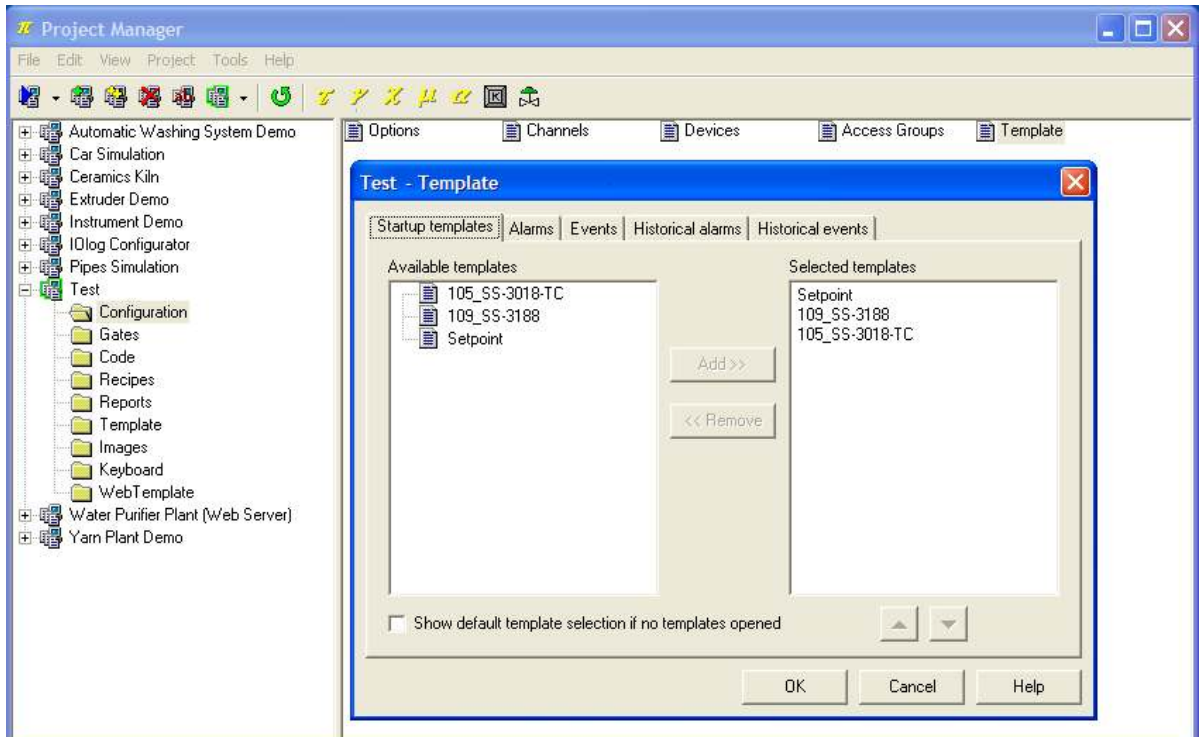 Project Manager
File Edit View Project Tools Help
Automatic Washing System Demo
Car Simulation
Ceramics Kiln
Extruder Demo
Instrument Demo
IOlog Configurator
Pipes Simulation
Test
Configuration
Gates
Code
Recipes
Reports
Template
Images
Keyboard
WebTemplate
Water Purifier Plant (Web Server)
Yarn Plant Demo
Options Channels Devices Access Groups Template
Test - Template
Startup templates Alarms Events Historical alarms Historical events
Available templates
105_SS-3018-TC
109_SS-3188
Setpoint
Add >>
<< Remove
Selected templates
Setpoint
109_SS-3188
105_SS-3018-TC
Show default template selection if no templates opened
OK Cancel Help